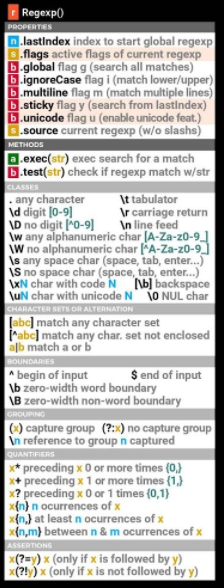 r Regexp()
PROPERTIES
n .lastIndex index to start global regexp
s .flags active flags of current regexp
b .global flag g (search all matches)
b .ignoreCase flag i (match lower/upper)
b .multiline flag m (match multiple lines)
b .sticky flag y (search from lastIndex)
b .unicode flag u (enable unicode feat.)
s .source current regexp (w/o slashs)
METHODS
a .exec(str) exec search for a match
b .test(str) check if regexp match w/str
CLASSES
. any character \t tabulator
\d digit [0-9] \r carriage return
\D no digit [^0-9] \n line feed
\w any alphanumeric char [A-Za-z0-9_]
\W no alphanumeric char [^A-Za-z0-9_]
\s any space char (space, tab, enter...)
\S no space char (space, tab, enter...)
\xN char with code N [\b] backspace
\uN char with unicode N \0 NUL char
CHARACTER SETS OR ALTERNATION
[abc] match any character set
[^abc] match any char. set not enclosed
a|b match a or b
BOUNDARIES
^ begin of input $ end of input
\b zero-width word boundary
\B zero-width non-word boundary
GROUPING
(x) capture group (?:x) no capture group
\n reference to group n captured
QUANTIFIERS
x* preceding x 0 or more times {0,}
x+ preceding x 1 or more times {1,}
x? preceding x 0 or 1 times {0,1}
x{n} n ocurrences of x
x{n,} at least n ocurrences of x
x{n,m} between n & m ocurrences of x
ASSERTIONS
x(?=y) x (only if x is followed by y)
x(?!y) x (only if x is not followed by y)